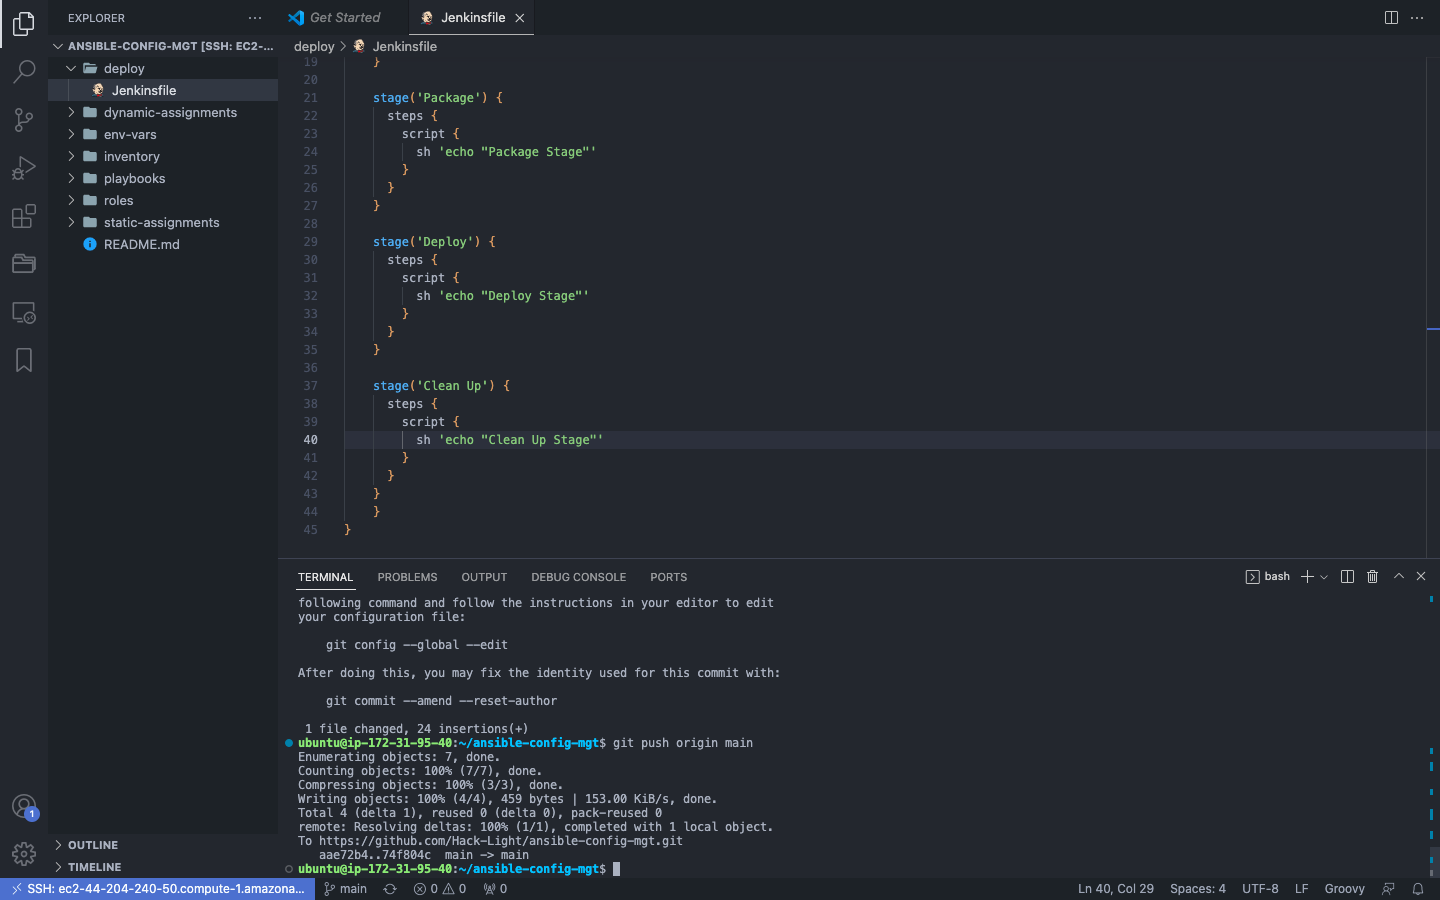 EXPLORER
ANSIBLE-CONFIG-MGT [SSH: EC2-...
deploy
Jenkinsfile
dynamic-assignments
env-vars
inventory
playbooks
roles
static-assignments
README.md
OUTLINE
TIMELINE
1
Get Started
Jenkinsfile
deploy > Jenkinsfile
19 }
20
21 stage('Package') {
22 steps {
23 script {
24 sh 'echo "Package Stage"'
25 }
26 }
27 }
28
29 stage('Deploy') {
30 steps {
31 script {
32 sh 'echo "Deploy Stage"'
33 }
34 }
35 }
36
37 stage('Clean Up') {
38 steps {
39 script {
40 sh 'echo "Clean Up Stage"'
41 }
42 }
43 }
44 }
45 }
TERMINAL PROBLEMS OUTPUT DEBUG CONSOLE PORTS
bash
following command and follow the instructions in your editor to edit
your configuration file:
git config --global --edit
After doing this, you may fix the identity used for this commit with:
git commit --amend --reset-author
1 file changed, 24 insertions(+)
ubuntu@ip-172-31-95-40:~/ansible-config-mgt$ git push origin main
Enumerating objects: 7, done.
Counting objects: 100% (7/7), done.
Compressing objects: 100% (3/3), done.
Writing objects: 100% (4/4), 459 bytes | 153.00 KiB/s, done.
Total 4 (delta 1), reused 0 (delta 0), pack-reused 0
remote: Resolving deltas: 100% (1/1), completed with 1 local object.
To https://github.com/Hack-Light/ansible-config-mgt.git
aae72b4..74f804c main -> main
ubuntu@ip-172-31-95-40:~/ansible-config-mgt$
SSH: ec2-44-204-240-50.compute-1.amazona... main 0 0 0 Ln 40, Col 29 Spaces: 4 UTF-8 LF Groovy